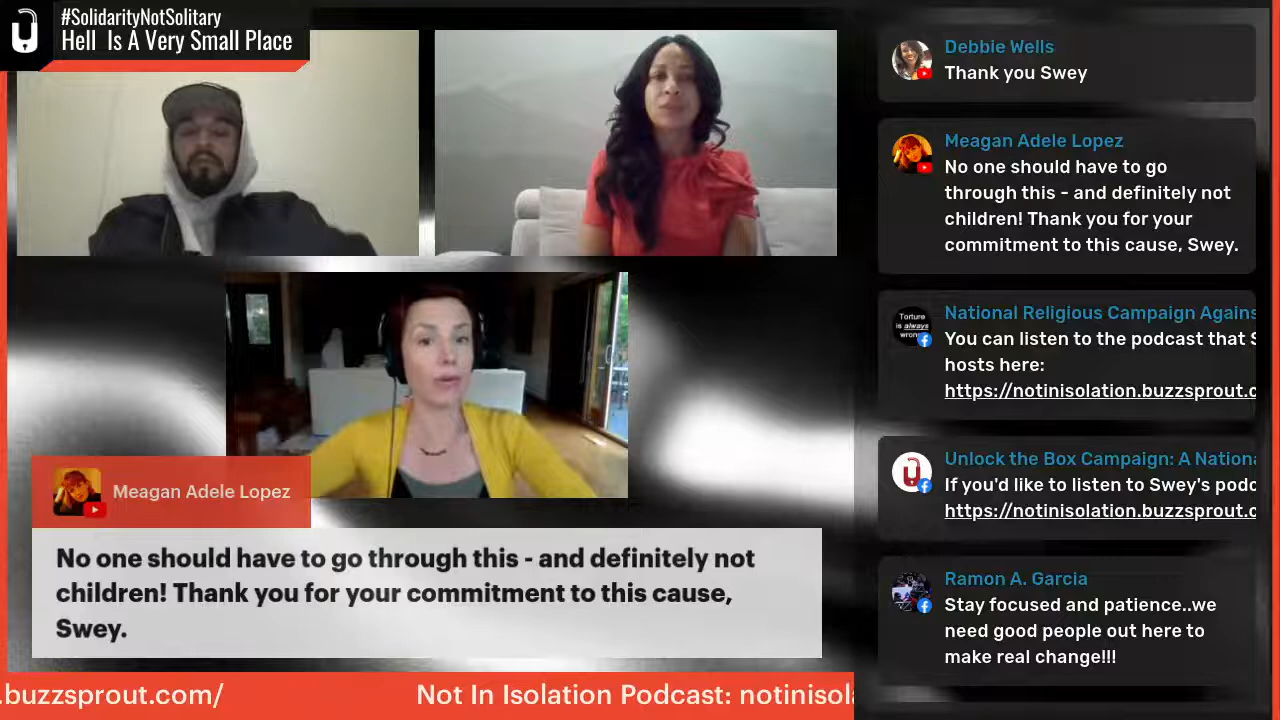 #SolidarityNotSolitary
Hell Is A Very Small Place
Meagan Adele Lopez
No one should have to go through this - and definitely not
children! Thank you for your commitment to this cause,
Swey.
.buzzsprout.com/
Not In Isolation Podcast: notinisola
Debbie Wells
Thank you Swey
Meagan Adele Lopez
No one should have to go
through this - and definitely not
children! Thank you for your
commitment to this cause, Swey.
Torture
is always
wrong
National Religious Campaign Agains
You can listen to the podcast that S
hosts here:
https://notinisolation.buzzsprout.c
Unlock the Box Campaign: A Nationa
If you'd like to listen to Swey's podc
https://notinisolation.buzzsprout.c
Ramon A. Garcia
Stay focused and patience..we
need good people out here to
make real change!!!